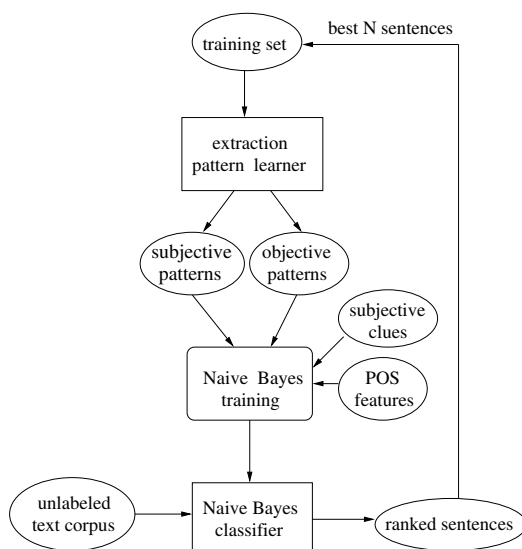 best N sentences
training set
extraction
pattern learner
subjective
patterns
objective
patterns
subjective
clues
Naive Bayes
training
POS
features
unlabeled
text corpus
Naive Bayes
classifier
ranked sentences